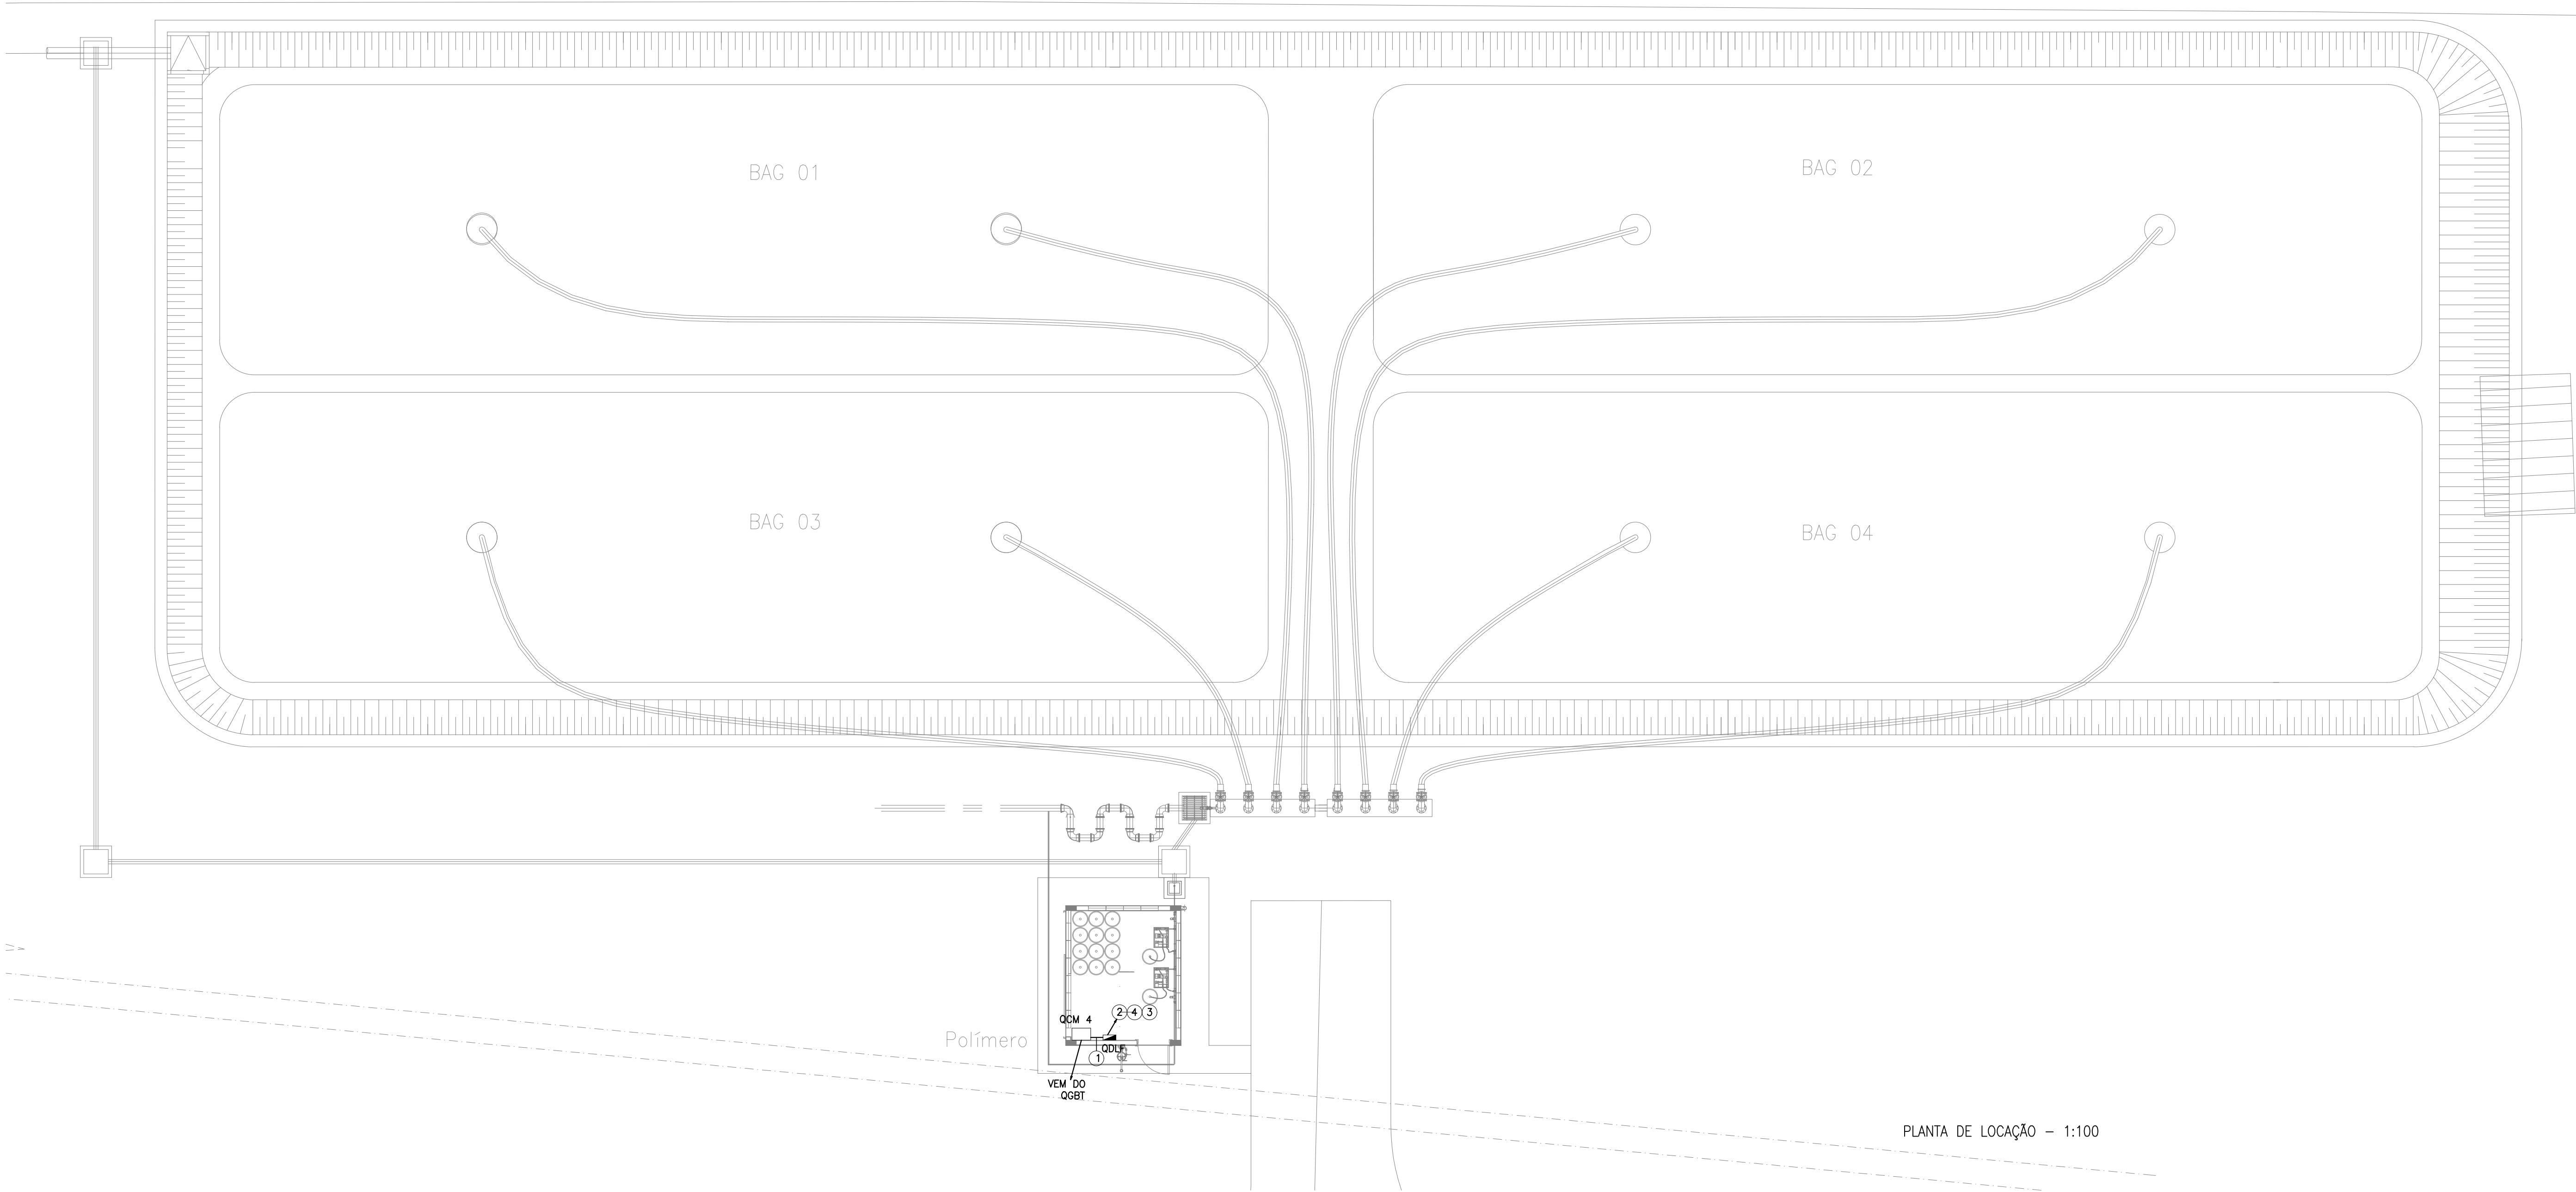 BAG 01
BAG 02
BAG 03
BAG 04
2 4 3
QCM 4
QDLF
1
Polímero
VEM DO
QGBT
PLANTA DE LOCAÇÃO - 1:100